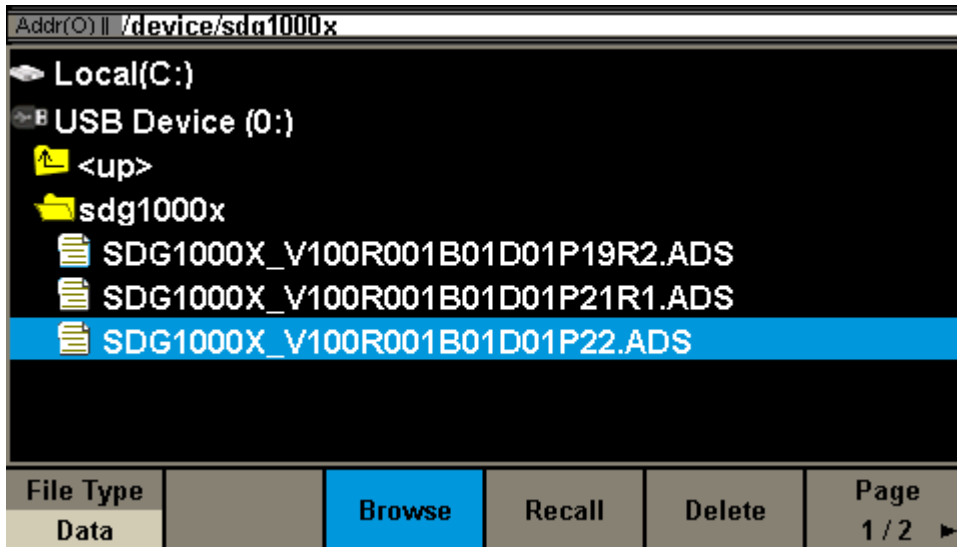 Addr(O) /device/sdg1000x
Local(C:)
USB Device (0:)
<up>
sdg1000x
SDG1000X_V100R001B01D01P19R2.ADS
SDG1000X_V100R001B01D01P21R1.ADS
SDG1000X_V100R001B01D01P22.ADS
File Type
Data
Browse
Recall
Delete
Page
1/2